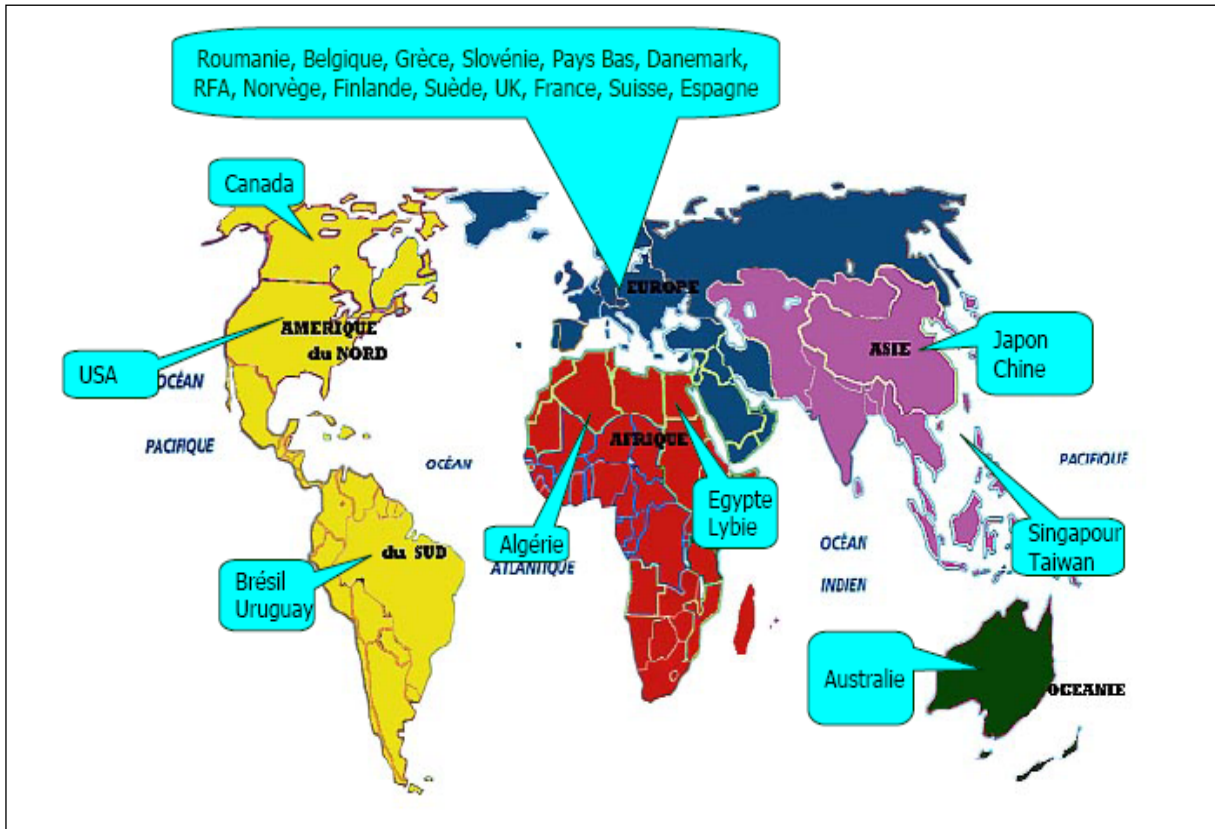 Roumanie, Belgique, Grèce, Slovénie, Pays Bas, Danemark,
RFA, Norvège, Finlande, Suède, UK, France, Suisse, Espagne
Canada
EUROPE
AMERIQUE
du NORD
USA
OCÉAN
PACIFIQUE
ASIE
Japon
Chine
AFRIQUE
OCÉAN
PACIFIQUE
Egypte
Lybie
Algérie
du SUD
ATLANTIQUE
Brésil
Uruguay
OCÉAN
INDIEN
Singapour
Taiwan
Australie
OCEANIE